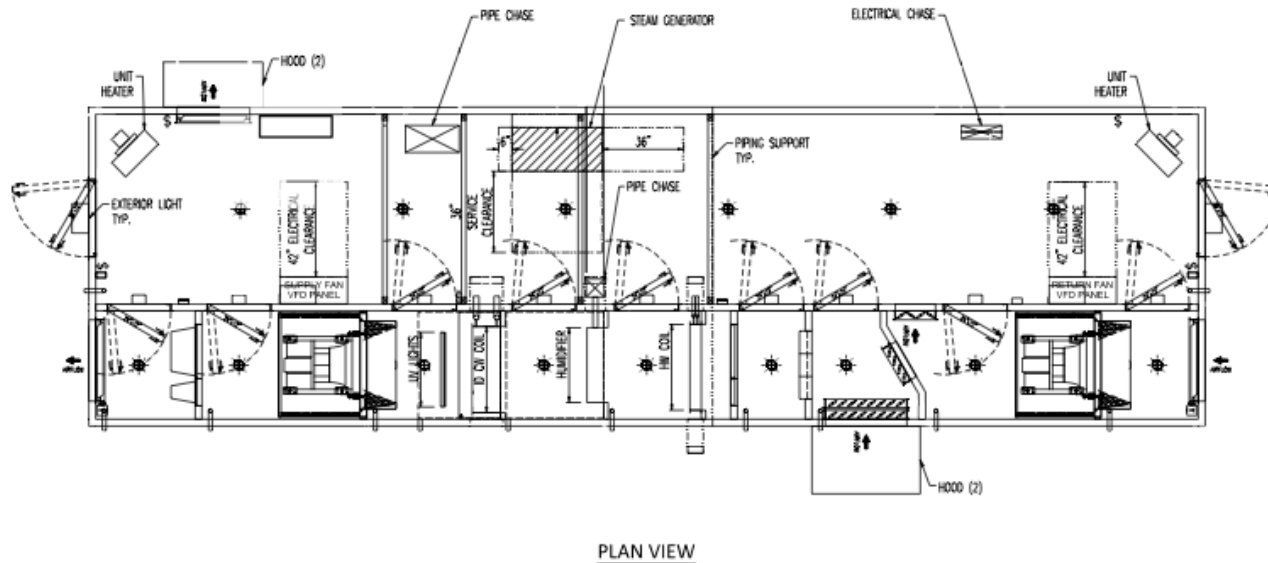 PIPE CHASE
STEAM GENERATOR
ELECTRICAL CHASE
HOOD (2)
UNIT
HEATER
UNIT
HEATER
$
$
6"
36"
PIPING SUPPORT
TYP.
PIPE CHASE
EXTERIOR LIGHT
TYP.
42" ELECTRICAL
CLEARANCE
36"
SERVICE
CLEARANCE
42" ELECTRICAL
CLEARANCE
$
$
SUPPLY FAN
VFD PANEL
RETURN FAN
VFD PANEL
UV LIGHTS
ID CW COIL
HUMIDIFIER
HW COIL
HOOD (2)
PLAN VIEW